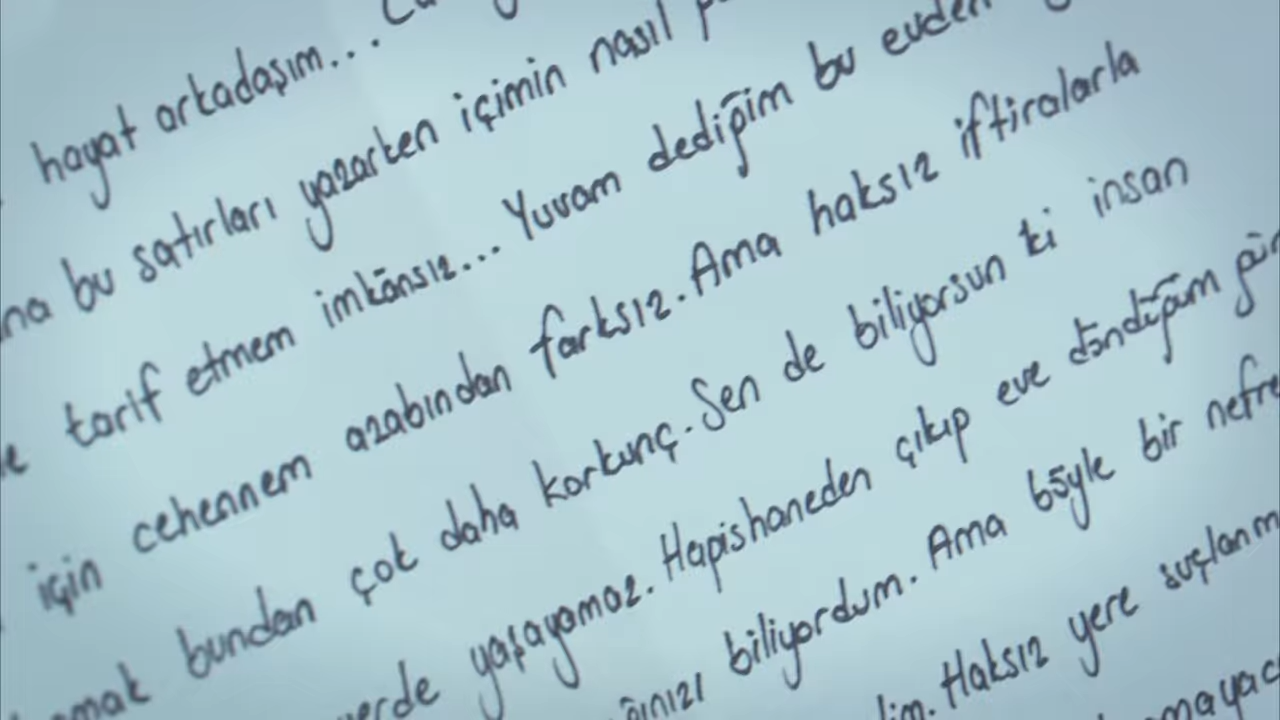 hayat arkadaşım...
bu satırları yazarken içimin nasıl
tarif etmem imkânsız... Yuvam dediğim bu evden
için cehennem azabından farksız. Ama haksız iftiralarla
bundan çok daha korkunç. Sen de biliyorsun ki insan
yaşayamaz. Hapishaneden çıkıp eve döndüğüm
biliyordum. Ama böyle bir
Haksız yere